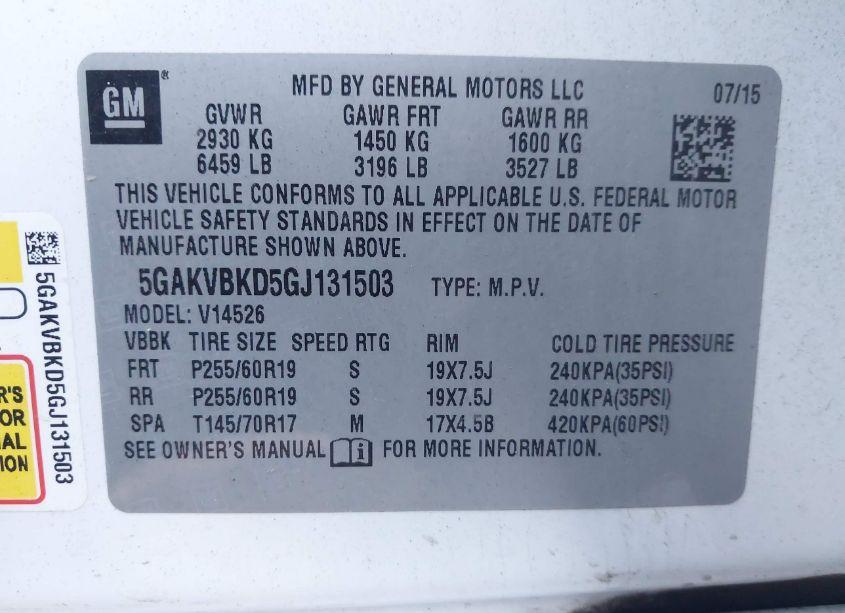 GM®
MFD BY GENERAL MOTORS LLC 07/15
GVWR GAWR FRT GAWR RR
2930 KG 1450 KG 1600 KG
6459 LB 3196 LB 3527 LB
THIS VEHICLE CONFORMS TO ALL APPLICABLE U.S. FEDERAL MOTOR
VEHICLE SAFETY STANDARDS IN EFFECT ON THE DATE OF
MANUFACTURE SHOWN ABOVE.
5GAKVBKD5GJ131503 TYPE: M.P.V.
MODEL: V14526
VBBK TIRE SIZE SPEED RTG RIM COLD TIRE PRESSURE
FRT P255/60R19 S 19X7.5J 240KPA(35PSI)
RR P255/60R19 S 19X7.5J 240KPA(35PSI)
SPA T145/70R17 M 17X4.5B 420KPA(60PSI)
SEE OWNER'S MANUAL FOR MORE INFORMATION.
5GAKVBKD5GJ131503
R'S
OR
AL
ION